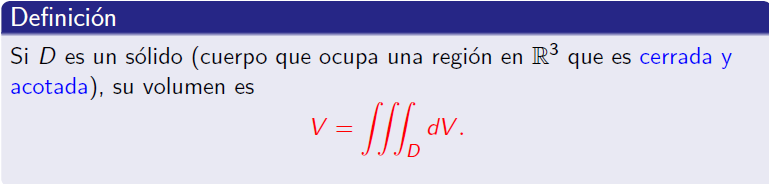 Definición
Si D es un sólido (cuerpo que ocupa una región en ℝ³ que es cerrada y
acotada), su volumen es
V = ∭_D dV.